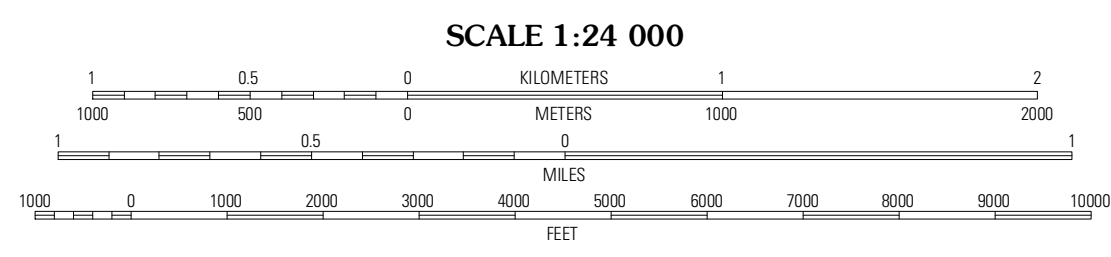 SCALE 1:24 000
1 0.5 0 KILOMETERS 1 2
1000 500 0 METERS 1000 2000
1 0.5 0 1
MILES
1000 0 1000 2000 3000 4000 5000 6000 7000 8000 9000 10000
FEET